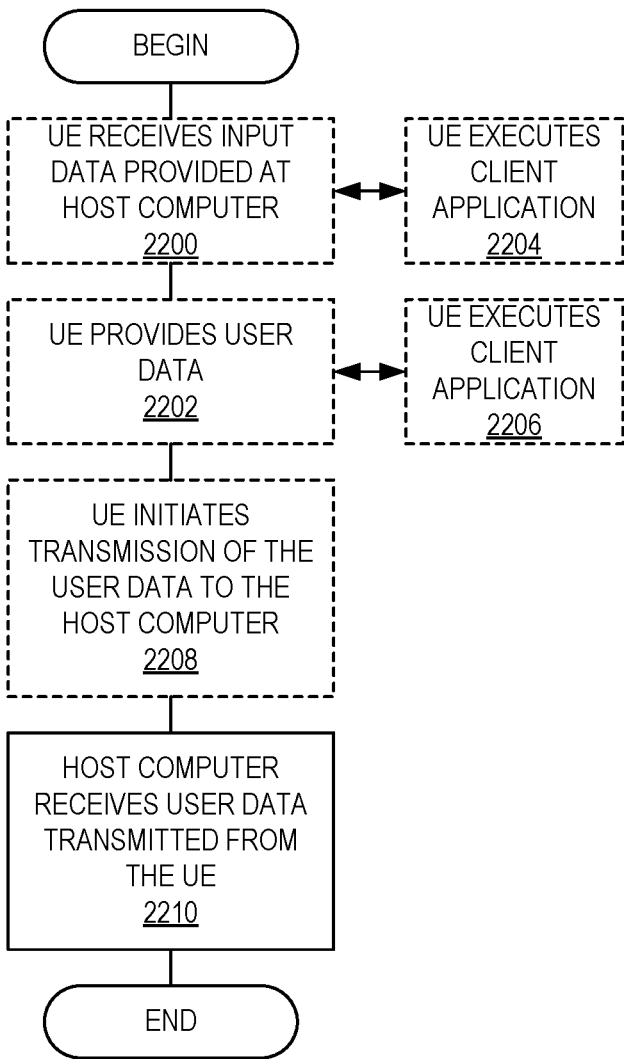 BEGIN
UE RECEIVES INPUT
DATA PROVIDED AT
HOST COMPUTER
2200
UE EXECUTES
CLIENT
APPLICATION
2204
UE PROVIDES USER
DATA
2202
UE EXECUTES
CLIENT
APPLICATION
2206
UE INITIATES
TRANSMISSION OF THE
USER DATA TO THE
HOST COMPUTER
2208
HOST COMPUTER
RECEIVES USER DATA
TRANSMITTED FROM
THE UE
2210
END